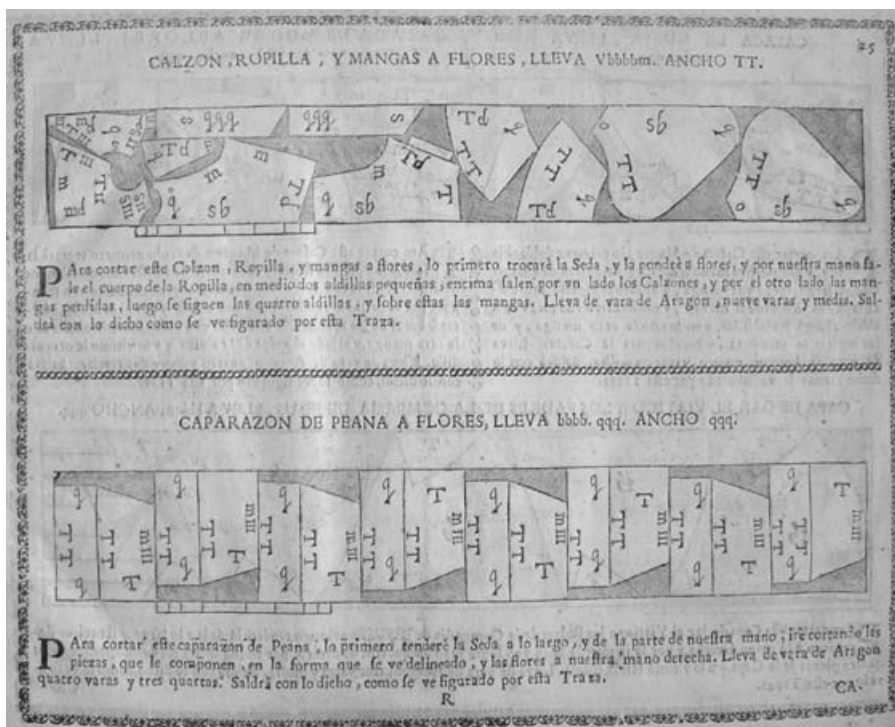 25
CALZON, ROPILLA, Y MANGAS A FLORES, LLEVA Vbbbbm. ANCHO TT.
PAra cortar este Calzon, Ropilla, y mangas a flores, lo primero trocarè la Seda, y la pondrè a flores, y por nuestra mano sa-
le el cuerpo de la Ropilla, en medio dos aldillas pequeñas, encima salen por vn lado los Calzones, y por el otro lado las man-
gas perdidas, luego se siguen las quatro aldillas, y sobre estas las mangas. Lleva de vara de Aragon, nueve varas y media. Sal-
drà con lo dicho como se ve figurado por esta Traza.
CAPARAZON DE PEANA A FLORES, LLEVA bbbb. qqq. ANCHO qqq.
PAra cortar este caparazon de Peana, lo primero tenderè la Seda a lo largo, y de la parte de nuestra mano, ire cortando las
piezas, que le componen, en la forma que se ve delineado, y las flores a nuestra mano derecha. Lleva de vara de Aragon
quatro varas y tres quartas. Saldrà con lo dicho, como se ve figurado por esta Traza.
R
CA-